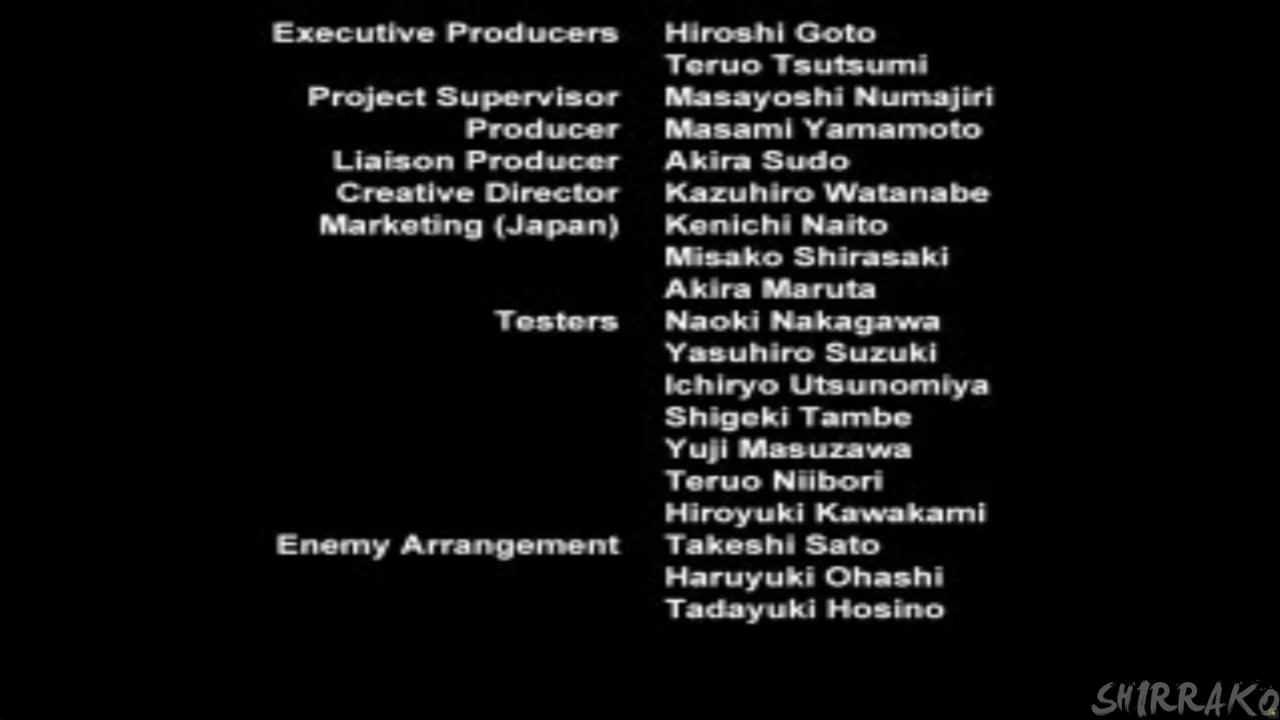 Executive Producers Hiroshi Goto
Teruo Tsutsumi
Project Supervisor Masayoshi Numajiri
Producer Masami Yamamoto
Liaison Producer Akira Sudo
Creative Director Kazuhiro Watanabe
Marketing (Japan) Kenichi Naito
Misako Shirasaki
Akira Maruta
Testers Naoki Nakagawa
Yasuhiro Suzuki
Ichiryo Utsunomiya
Shigeki Tambe
Yuji Masuzawa
Teruo Niibori
Hiroyuki Kawakami
Enemy Arrangement Takeshi Sato
Haruyuki Ohashi
Tadayuki Hosino
SHIRRAKO